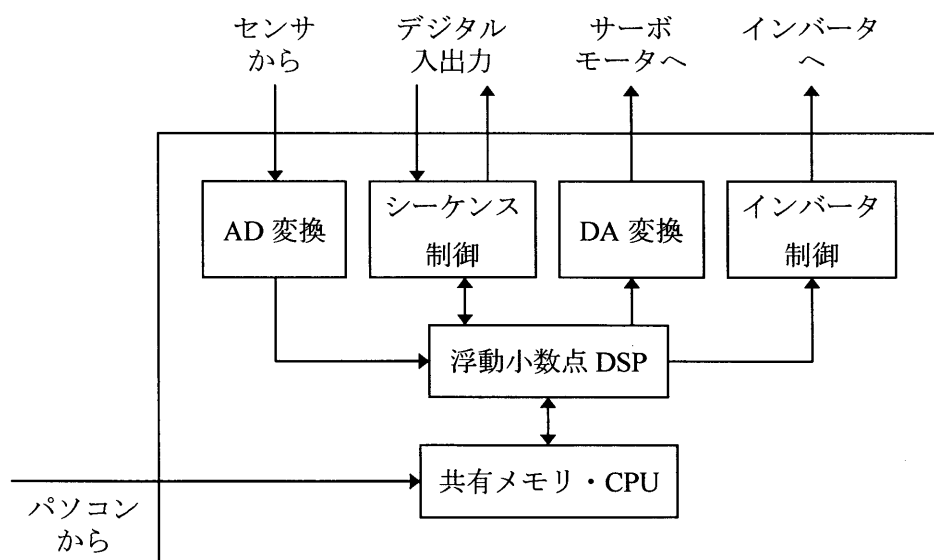 センサ
から
デジタル
入出力
サーボ
モータへ
インバータ
へ
AD 変換
シーケンス
制御
DA 変換
インバータ
制御
浮動小数点 DSP
共有メモリ・CPU
パソコン
から